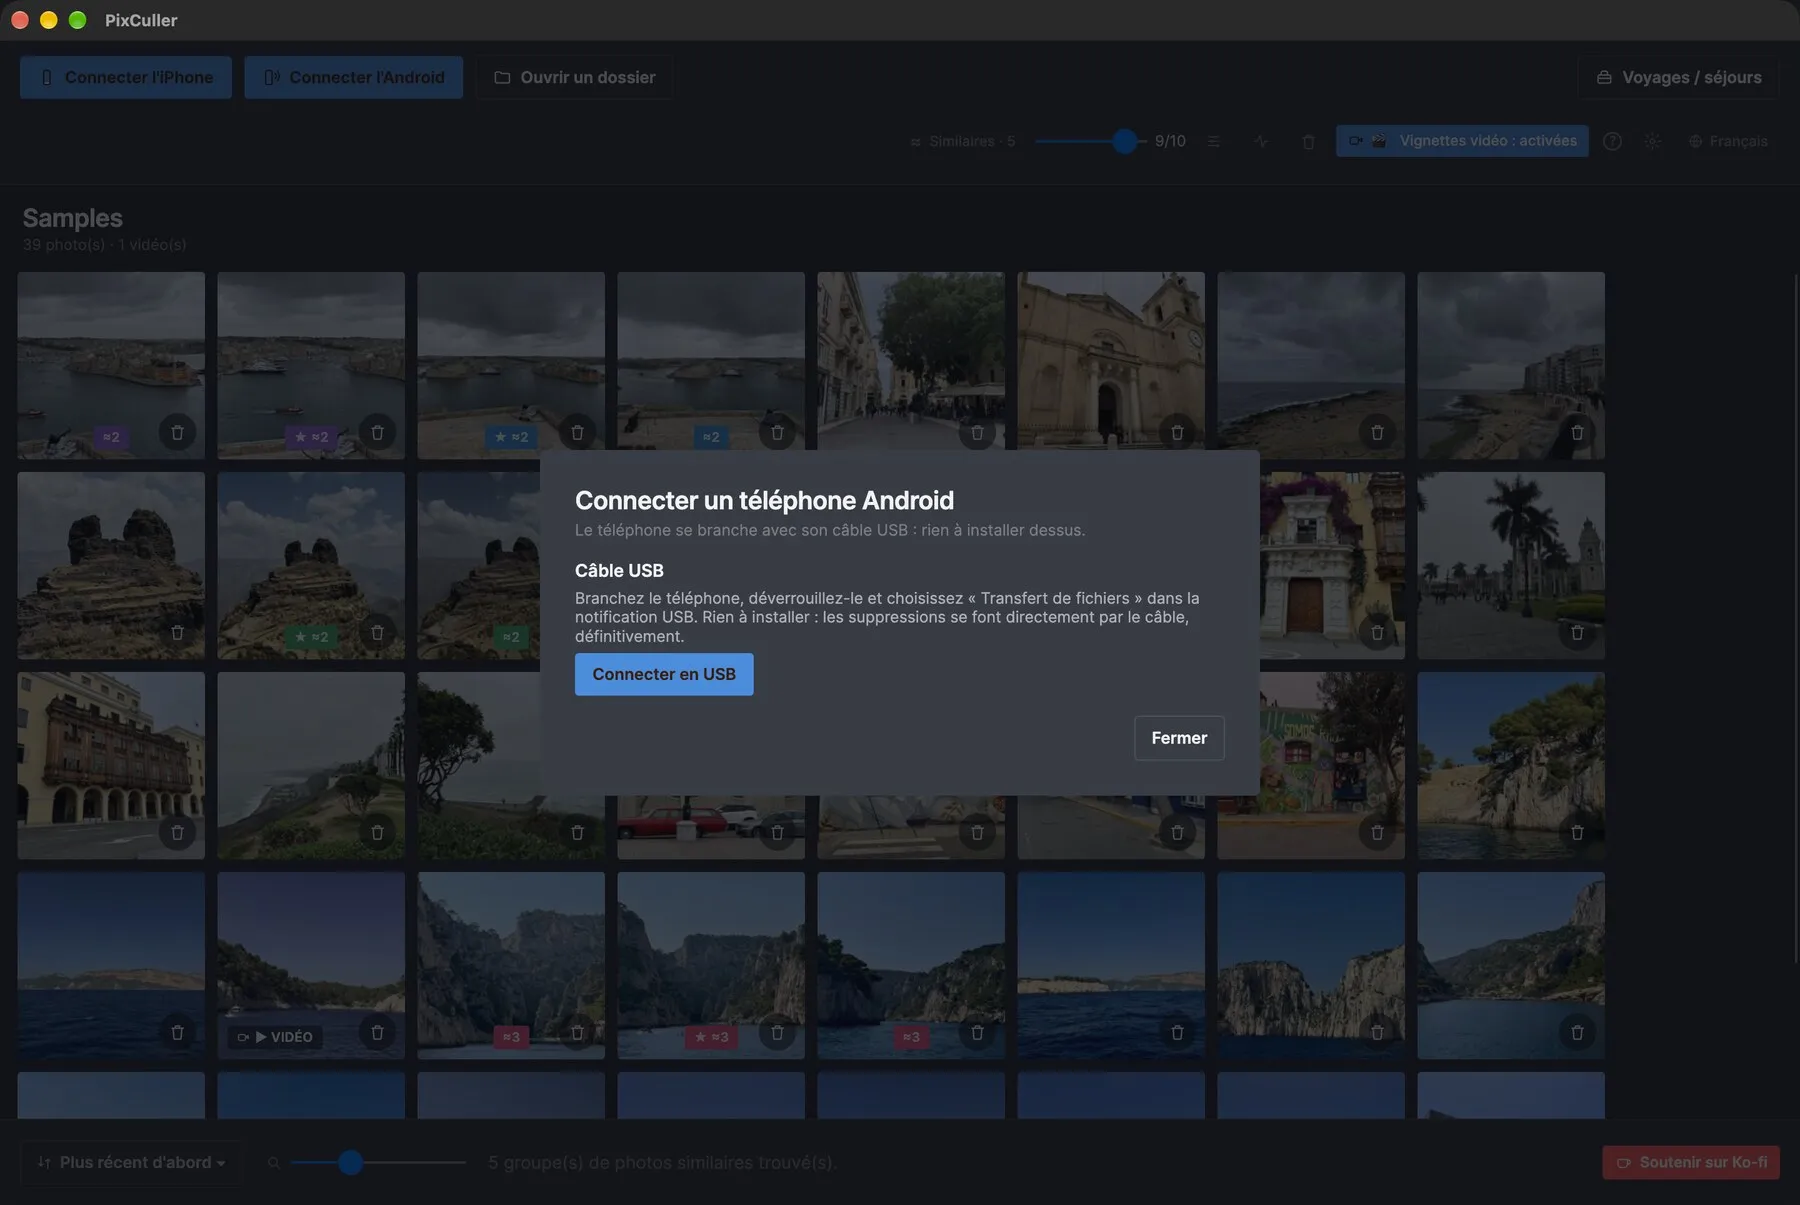 PixCuller
Connecter l'iPhone
Connecter l'Android
Ouvrir un dossier
Voyages / séjours
≈ Similaires · 5
9/10
Vignettes vidéo : activées
?
Français
Samples
39 photo(s) · 1 vidéo(s)
≈2
★ ≈2
★ ≈2
≈2
★ ≈2
≈2
Connecter un téléphone Android
Le téléphone se branche avec son câble USB : rien à installer dessus.
Câble USB
Branchez le téléphone, déverrouillez-le et choisissez « Transfert de fichiers » dans la
notification USB. Rien à installer : les suppressions se font directement par le câble,
définitivement.
Connecter en USB
Fermer
SOMOS
▶ VIDÉO
≈3
★ ≈3
≈3
Plus récent d'abord
5 groupe(s) de photos similaires trouvé(s).
Soutenir sur Ko-fi